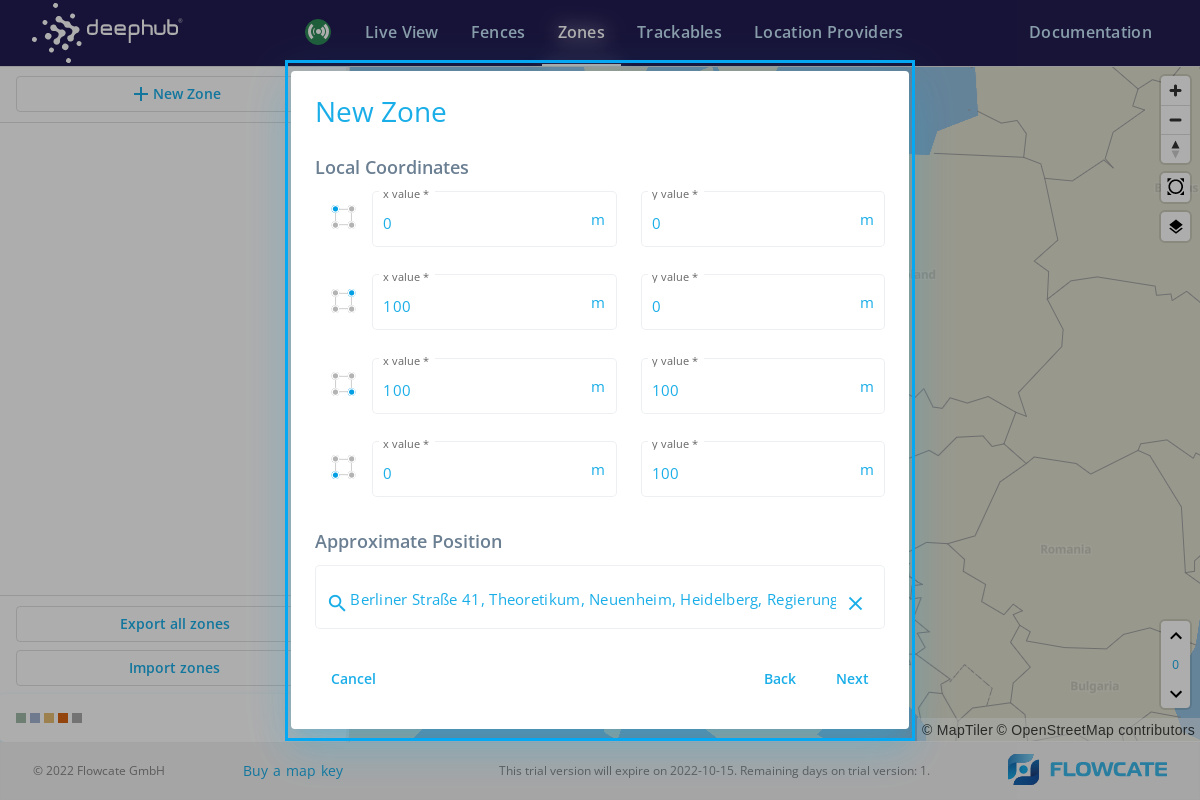 deephub
Live View
Fences
Zones
Trackables
Location Providers
Documentation
New Zone
New Zone
Local Coordinates
x value *
0 m
y value *
0 m
x value *
100 m
y value *
0 m
x value *
100 m
y value *
100 m
x value *
0 m
y value *
100 m
Approximate Position
Berliner Straße 41, Theoretikum, Neuenheim, Heidelberg, Regierung
Cancel
Back
Next
Export all zones
Import zones
Romania
Bulgaria
0
© MapTiler © OpenStreetMap contributors
© 2022 Flowcate GmbH
Buy a map key
This trial version will expire on 2022-10-15. Remaining days on trial version: 1.
FLOWCATE